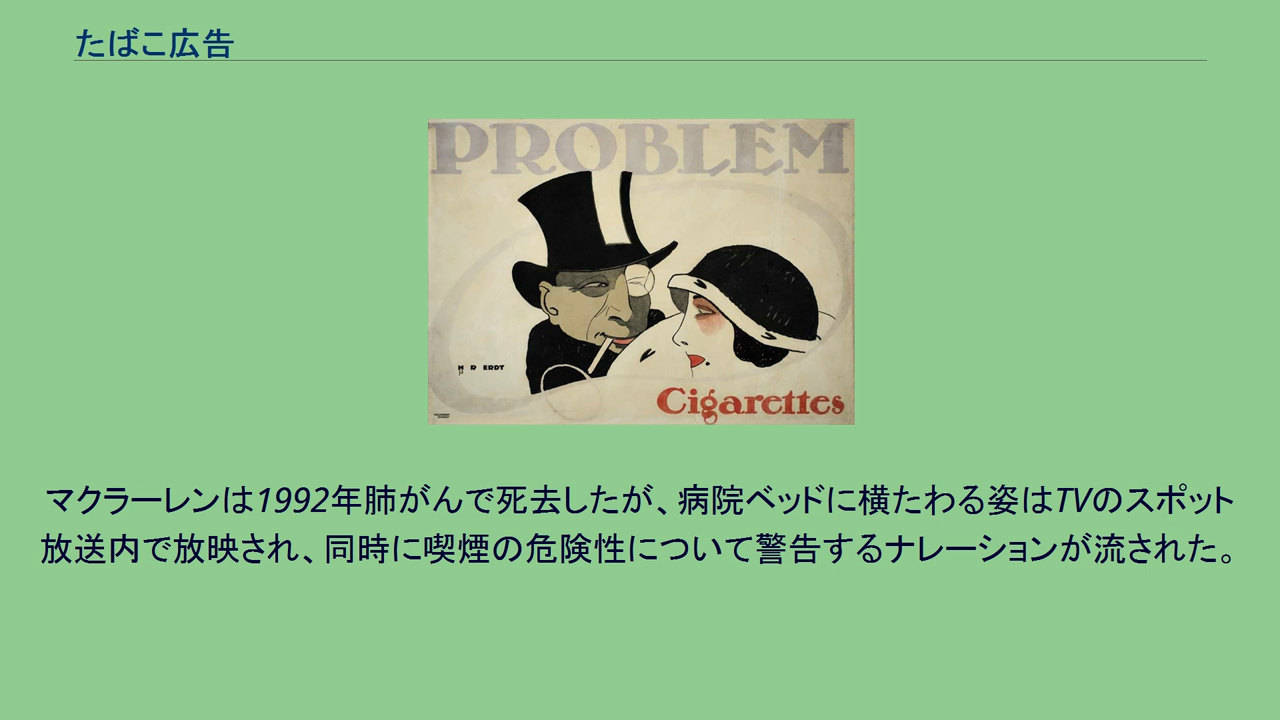 たばこ広告
PROBLEM
H R ERDT
Cigarettes
マクラーレンは1992年肺がんで死去したが、病院ベッドに横たわる姿はTVのスポット
放送内で放映され、同時に喫煙の危険性について警告するナレーションが流された。